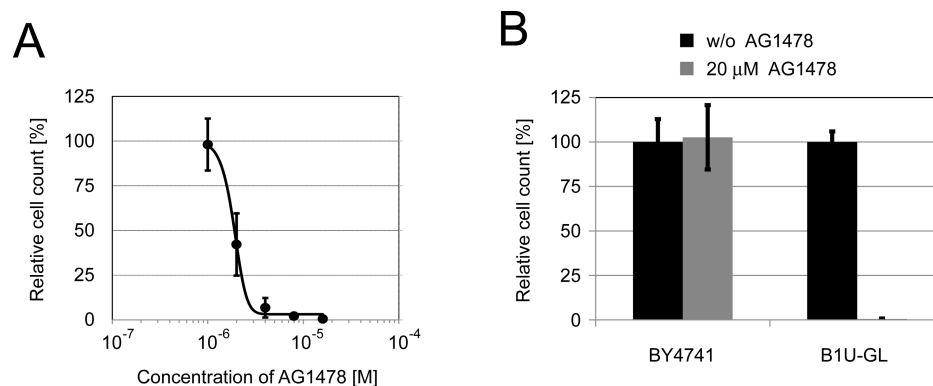 A
Relative cell count [%]
125
100
75
50
25
0
10⁻⁷
10⁻⁶
10⁻⁵
10⁻⁴
Concentration of AG1478 [M]
B
w/o AG1478
20 μM AG1478
Relative cell count [%]
125
100
75
50
25
0
BY4741
B1U-GL